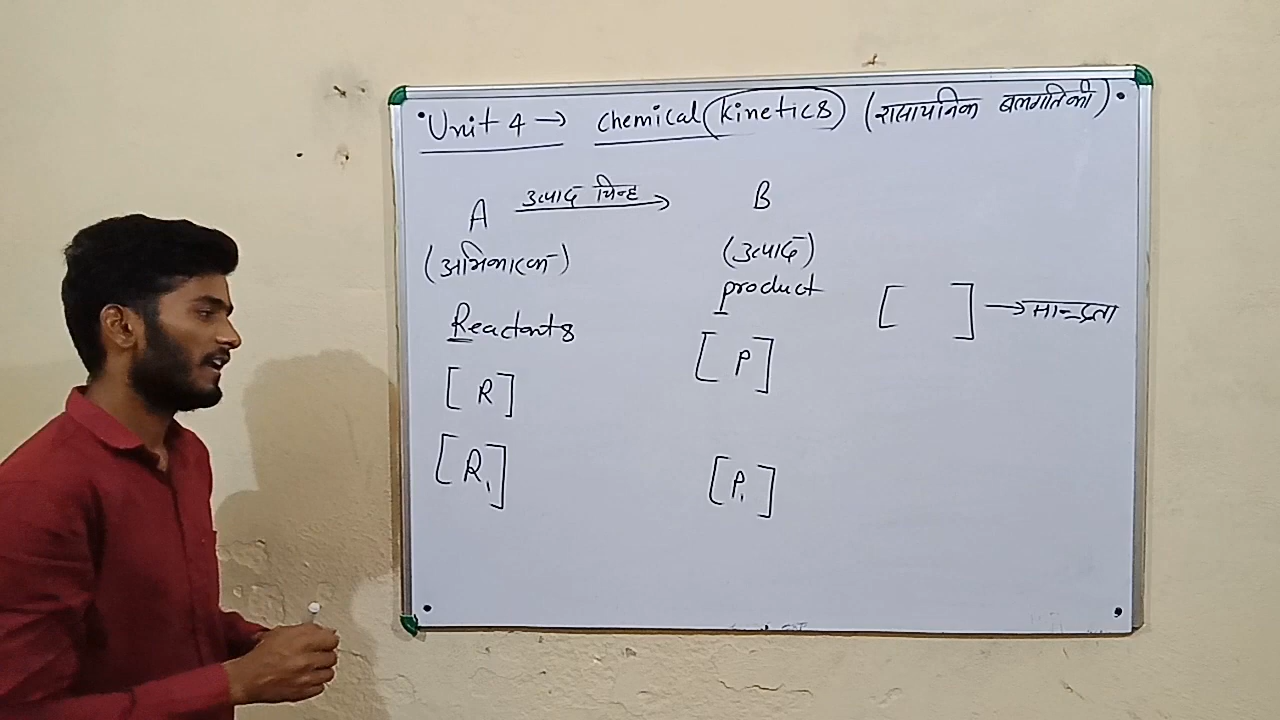 •Unit 4 → chemical kinetics (रासायनिक बलगतिकी)•
A उत्पाद चिन्ह → B
(अभिकारक) (उत्पाद)
Reactants product
[ ] → सान्द्रता
[ R ] [ P ]
[ R₁ ] [ P₁ ]